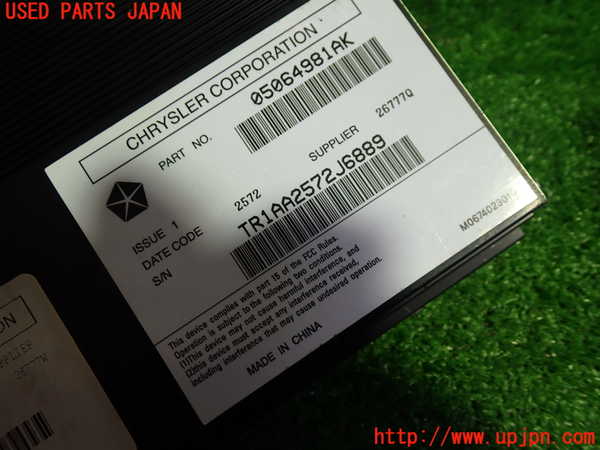 USED PARTS JAPAN
CHRYSLER CORPORATION
PART NO. 05064981AK
ISSUE 1
DATE CODE 2572 SUPPLIER 26777Q
S/N TR1AA2572J6889
This device complies with part 15 of the FCC Rules.
Operation is subject to the following two conditions.
(1)This device may not cause harmful interference, and
(2)this device must accept any interference received,
including interference that may cause undesired operation.
MADE IN CHINA
http://www.upjpn.com